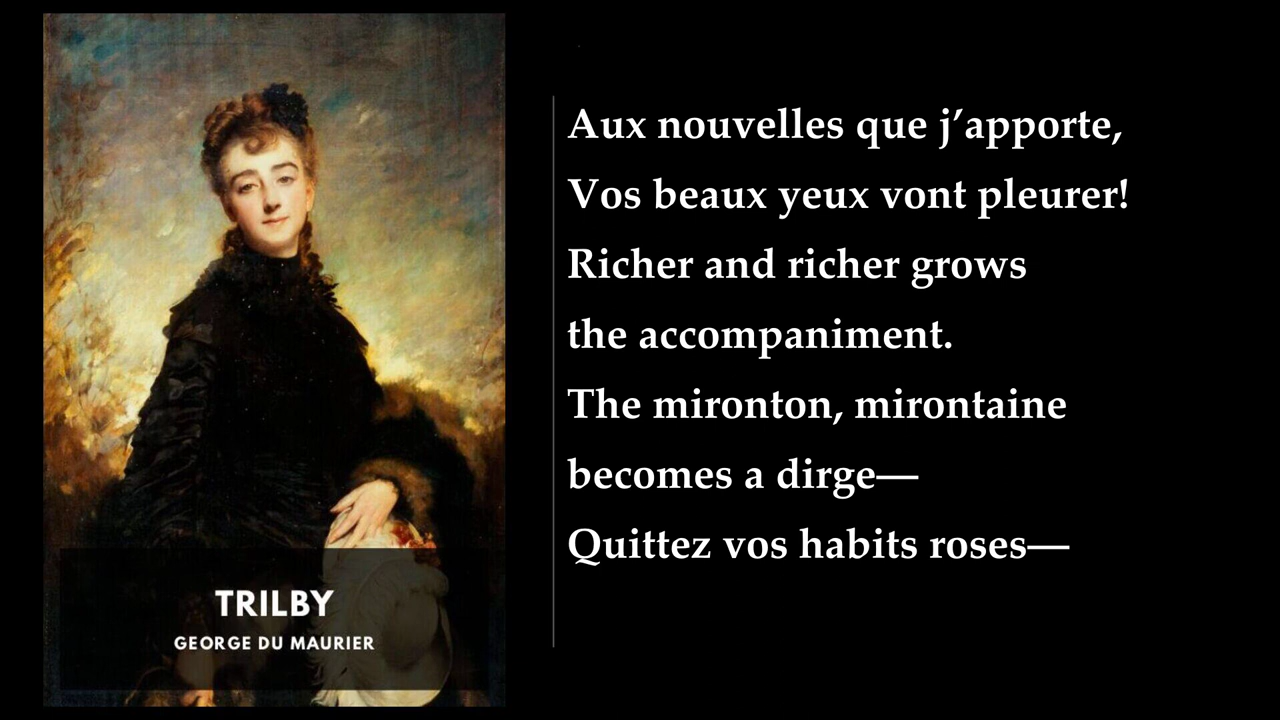 TRILBY
GEORGE DU MAURIER
Aux nouvelles que j’apporte,
Vos beaux yeux vont pleurer!
Richer and richer grows
the accompaniment.
The mironton, mirontaine
becomes a dirge—
Quittez vos habits roses—